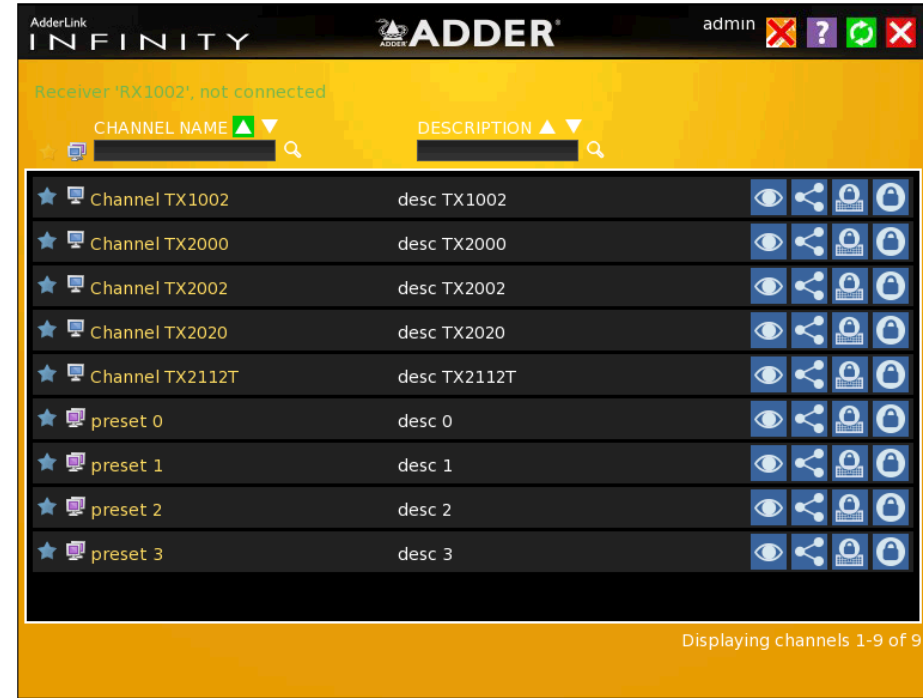 AdderLink
INFINITY
ADDER
ADDER
admin
?
Receiver 'RX1002', not connected
CHANNEL NAME
DESCRIPTION
Channel TX1002 desc TX1002
Channel TX2000 desc TX2000
Channel TX2002 desc TX2002
Channel TX2020 desc TX2020
Channel TX2112T desc TX2112T
preset 0 desc 0
preset 1 desc 1
preset 2 desc 2
preset 3 desc 3
Displaying channels 1-9 of 9